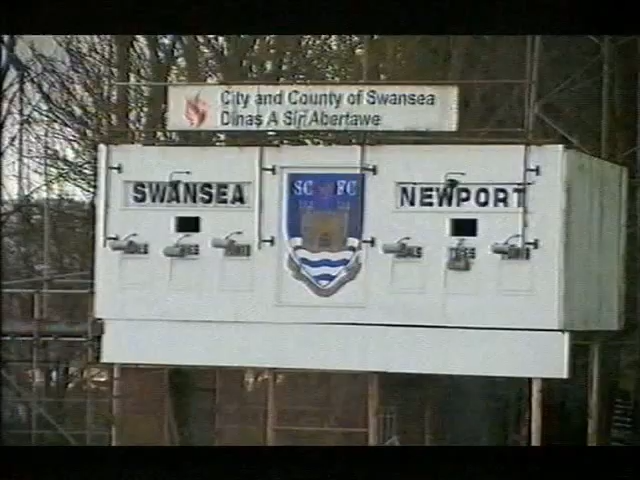 City and County of Swansea
Dinas A Sir Abertawe
SWANSEA
SC FC
NEWPORT